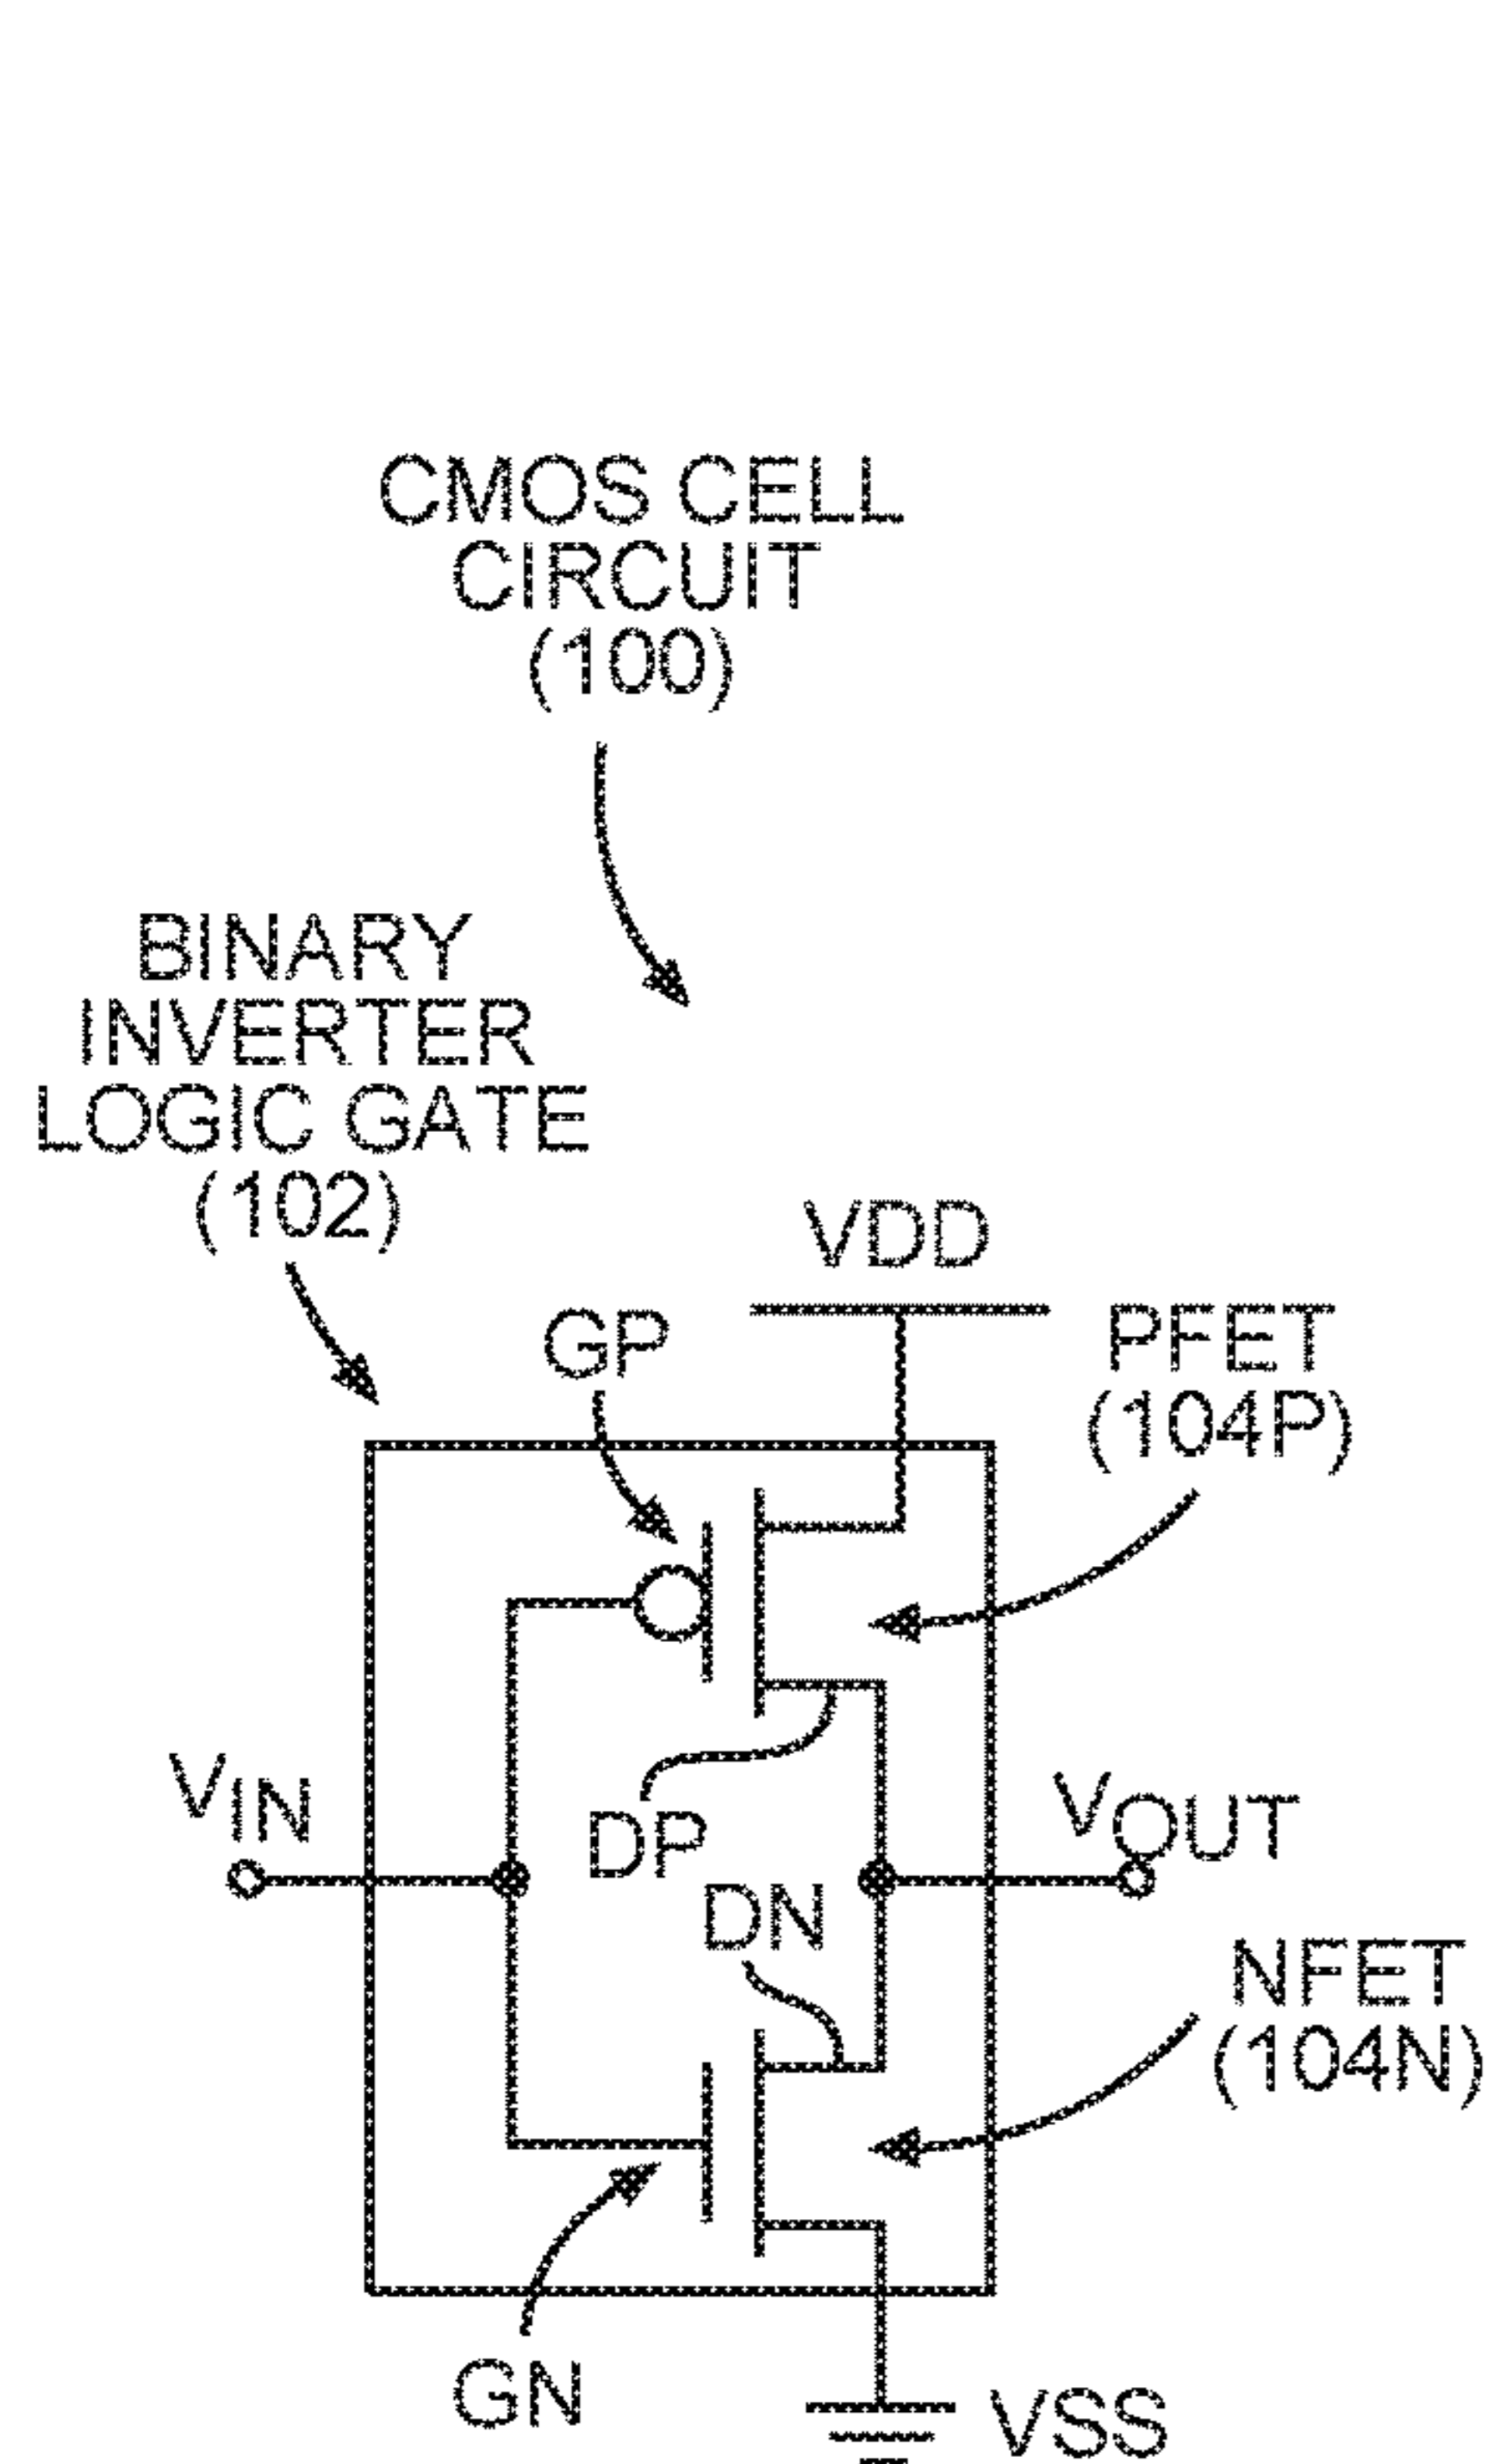 CMOS CELL
CIRCUIT
(100)
BINARY
INVERTER
LOGIC GATE
(102)
VDD
GP
PFET
(104P)
VIN
DP
VOUT
DN
NFET
(104N)
GN
VSS